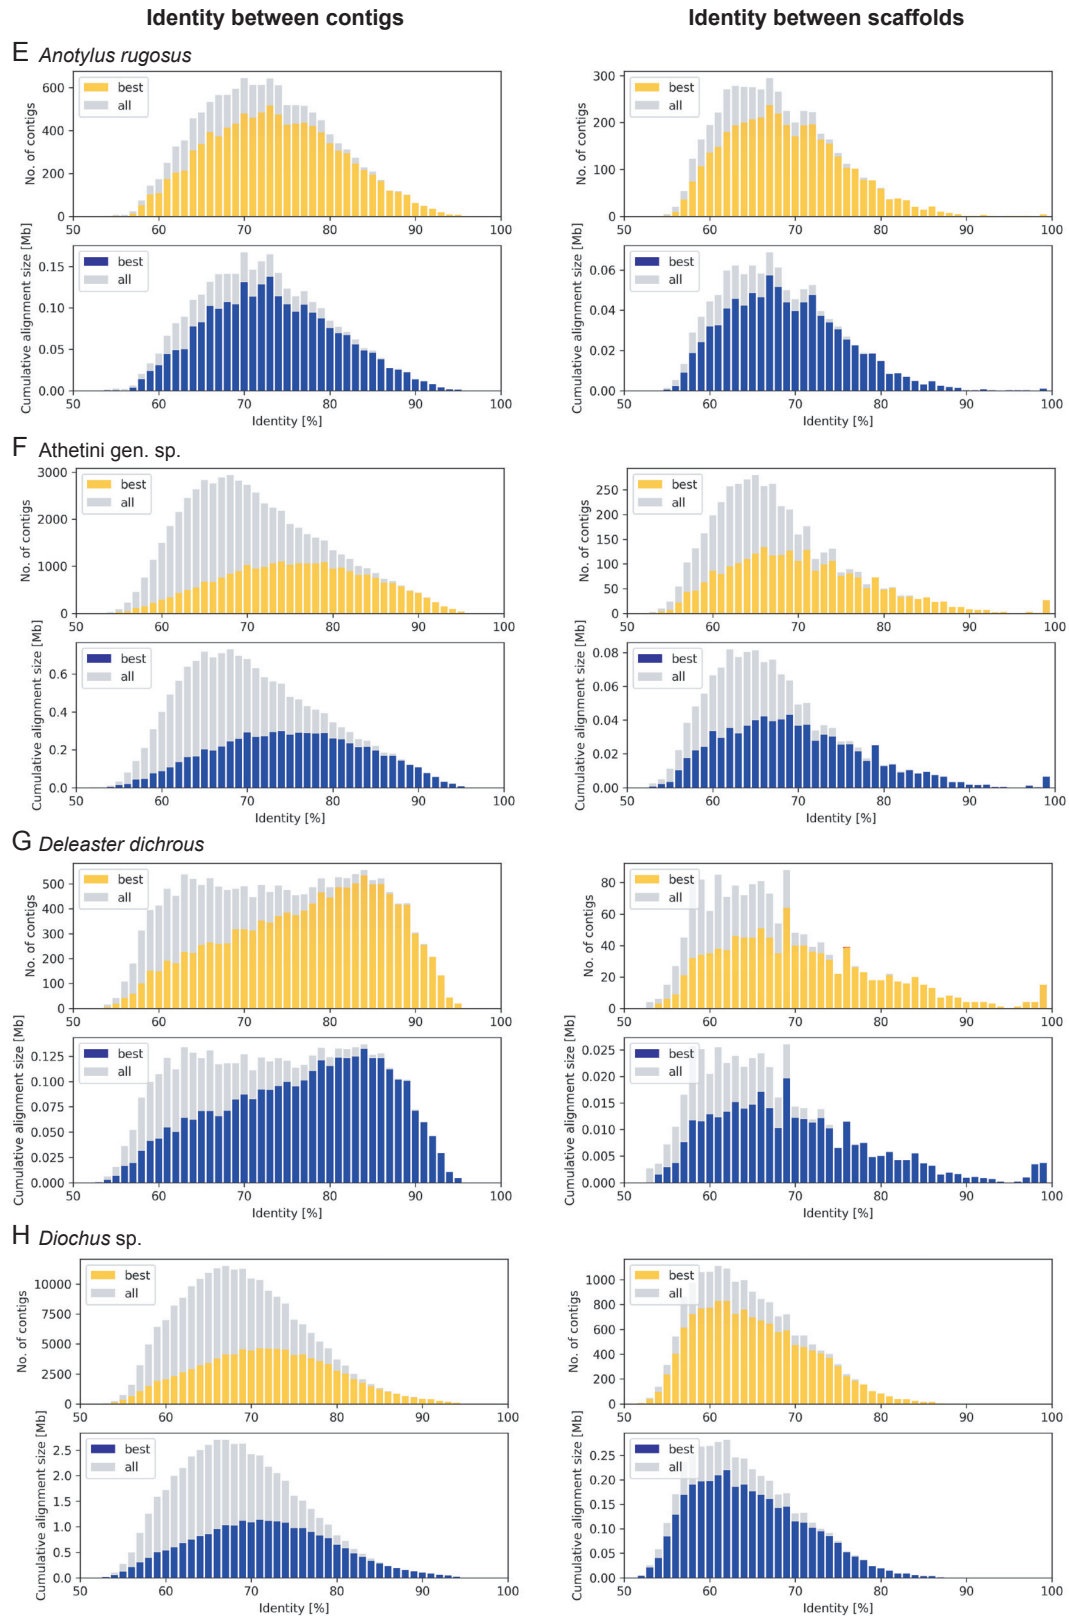 Identity between contigs
Identity between scaffolds
E Anotylus rugosus
No. of contigs
600
400
200
0
best
all
50 60 70 80 90 100
No. of contigs
300
200
100
0
best
all
50 60 70 80 90 100
Cumulative alignment size [Mb]
0.15
0.10
0.05
0.00
best
all
50 60 70 80 90 100
Identity [%]
Cumulative alignment size [Mb]
0.06
0.04
0.02
0.00
best
all
50 60 70 80 90 100
Identity [%]
F Athetini gen. sp.
No. of contigs
3000
2000
1000
0
best
all
50 60 70 80 90 100
No. of contigs
250
200
150
100
50
0
best
all
50 60 70 80 90 100
Cumulative alignment size [Mb]
0.6
0.4
0.2
0.0
best
all
50 60 70 80 90 100
Identity [%]
Cumulative alignment size [Mb]
0.08
0.06
0.04
0.02
0.00
best
all
50 60 70 80 90 100
Identity [%]
G Deleaster dichrous
No. of contigs
500
400
300
200
100
0
best
all
50 60 70 80 90 100
No. of contigs
80
60
40
20
0
best
all
50 60 70 80 90 100
Cumulative alignment size [Mb]
0.125
0.100
0.075
0.050
0.025
0.000
best
all
50 60 70 80 90 100
Identity [%]
Cumulative alignment size [Mb]
0.025
0.020
0.015
0.010
0.005
0.000
best
all
50 60 70 80 90 100
Identity [%]
H Diochus sp.
No. of contigs
10000
7500
5000
2500
0
best
all
50 60 70 80 90 100
No. of contigs
1000
800
600
400
200
0
best
all
50 60 70 80 90 100
Cumulative alignment size [Mb]
2.5
2.0
1.5
1.0
0.5
0.0
best
all
50 60 70 80 90 100
Identity [%]
Cumulative alignment size [Mb]
0.25
0.20
0.15
0.10
0.05
0.00
best
all
50 60 70 80 90 100
Identity [%]